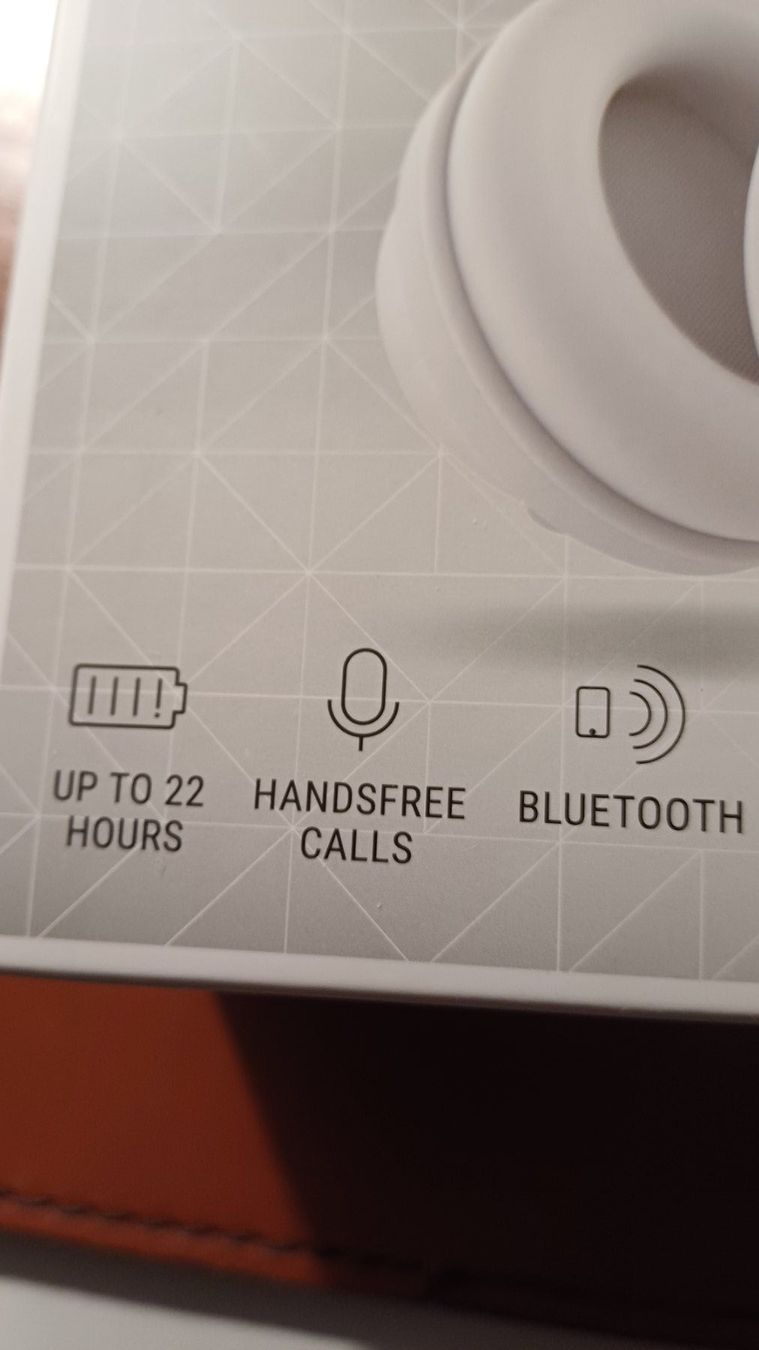 UP TO 22
HOURS
HANDSFREE
CALLS
BLUETOOTH